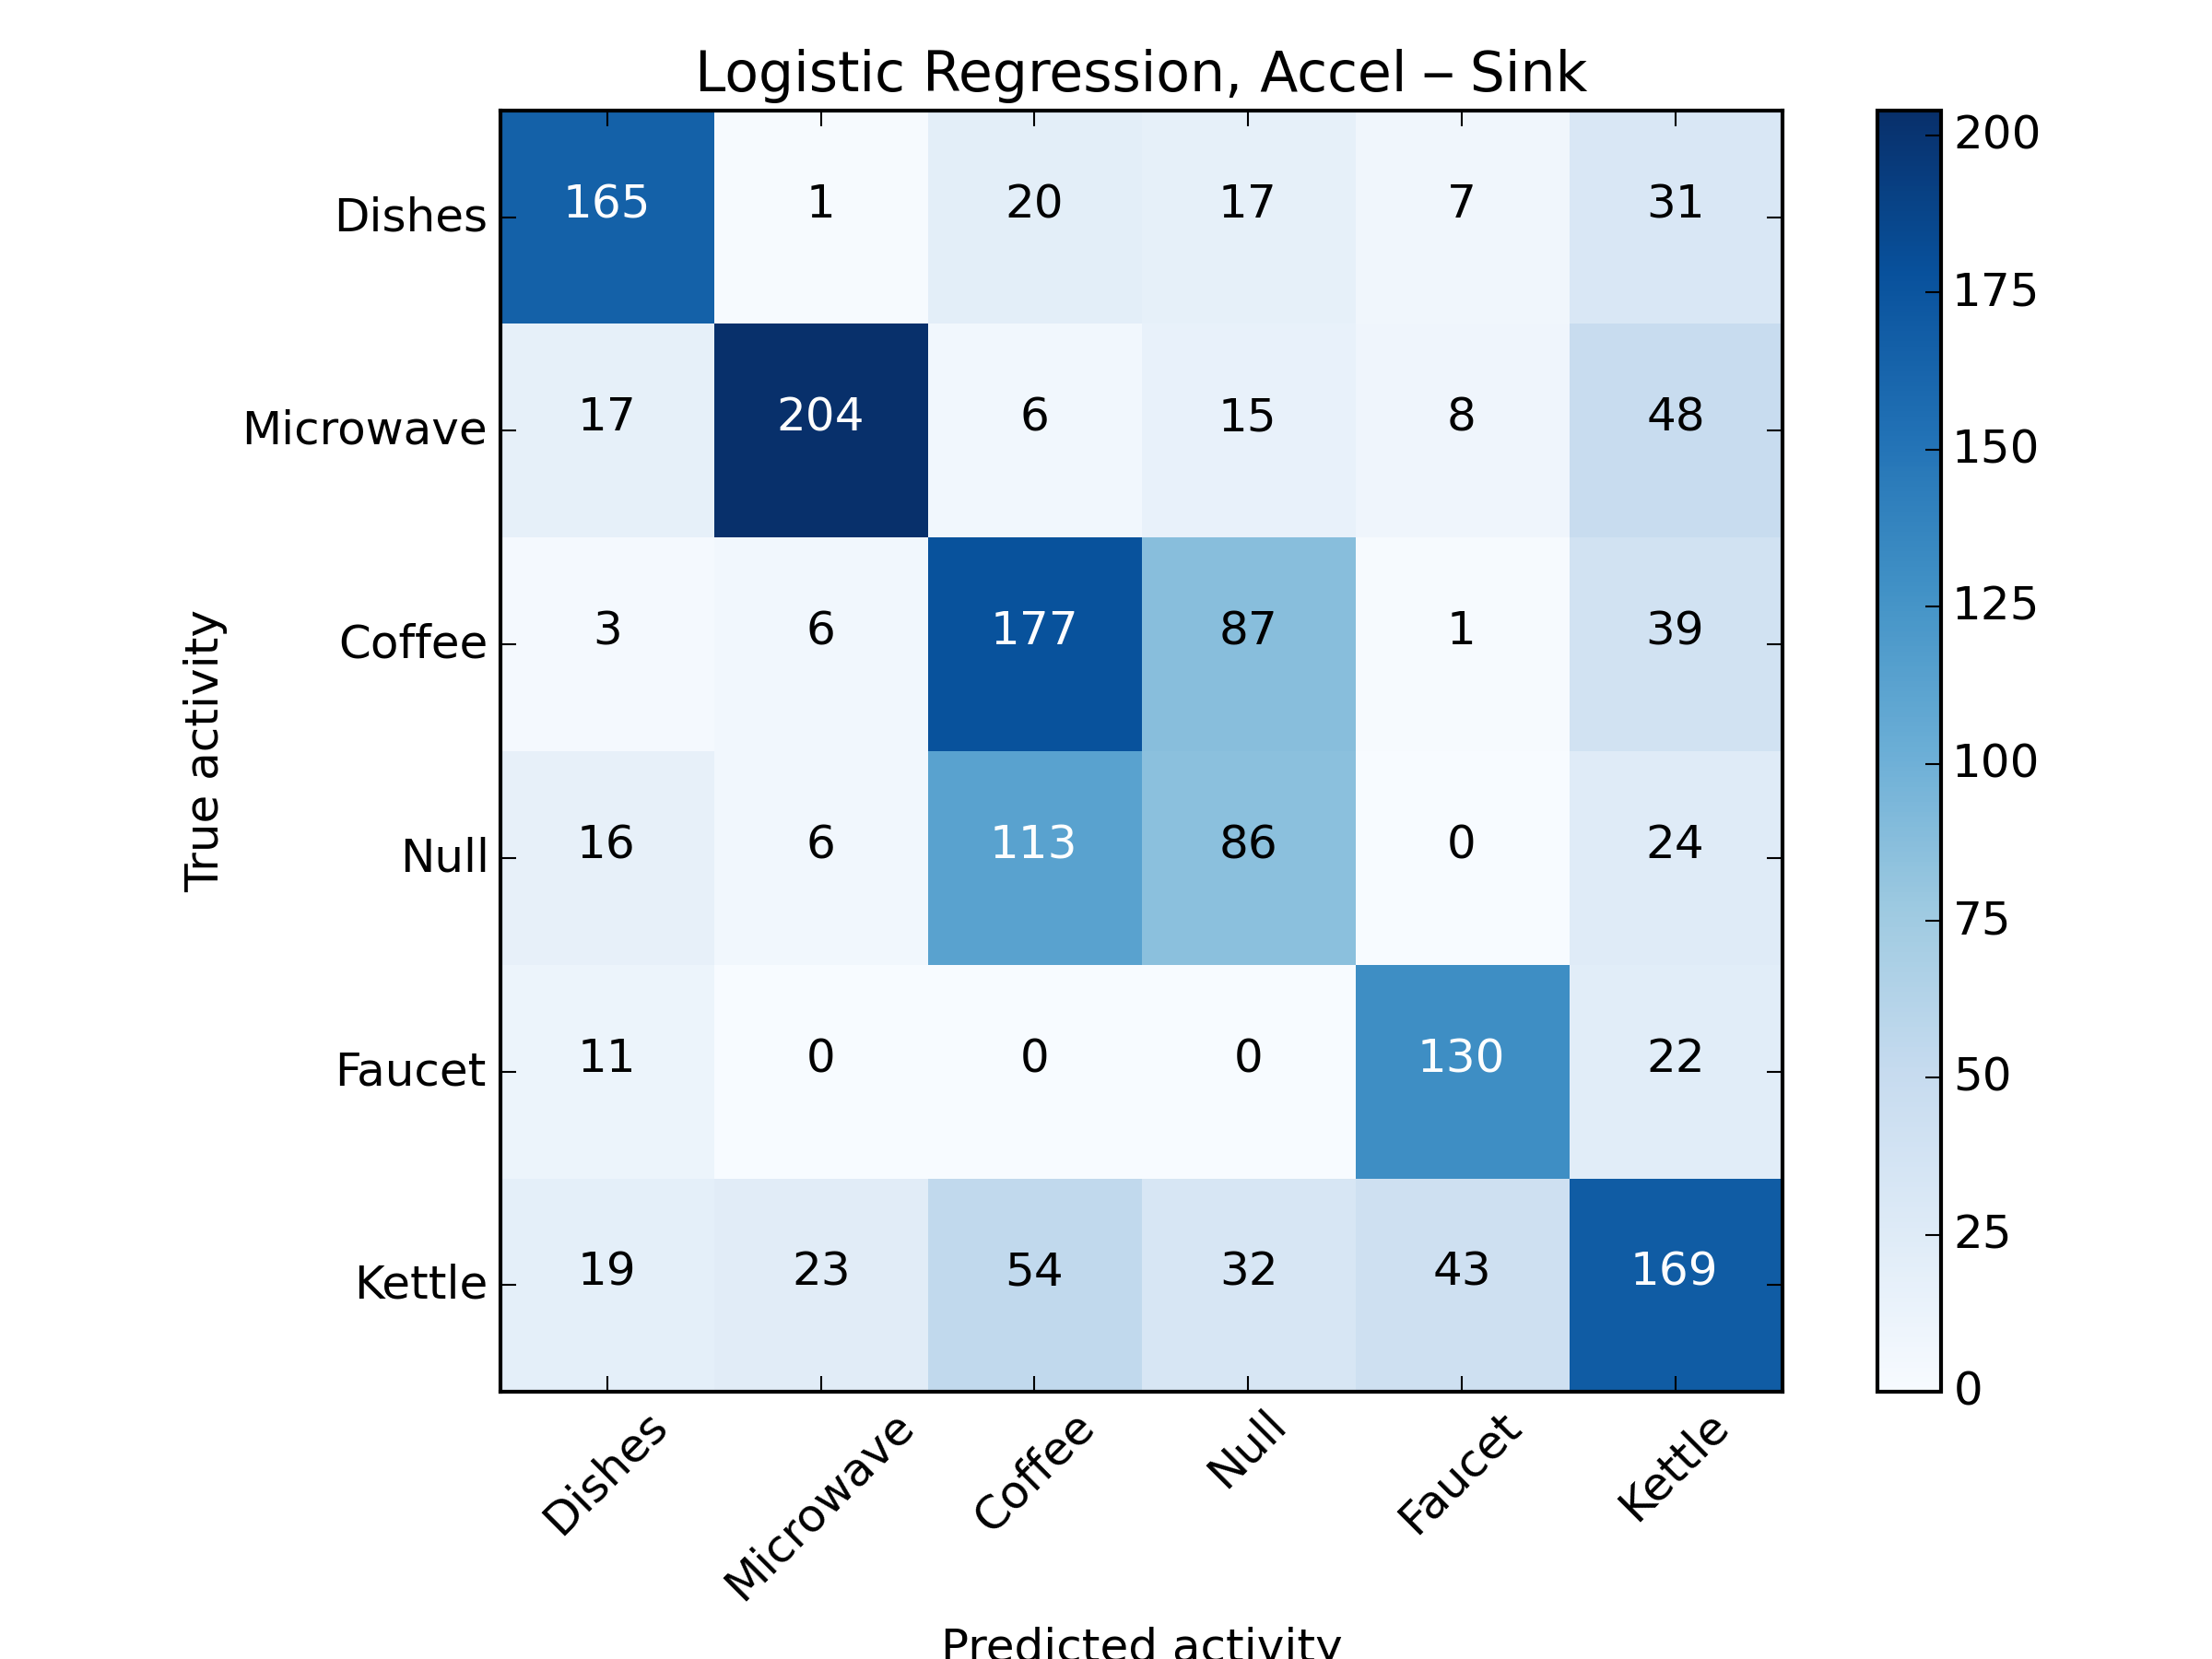 Logistic Regression, Accel − Sink
Dishes 165 1 20 17 7 31
Microwave 17 204 6 15 8 48
Coffee 3 6 177 87 1 39
Null 16 6 113 86 0 24
Faucet 11 0 0 0 130 22
Kettle 19 23 54 32 43 169
True activity
Dishes Microwave Coffee Null Faucet Kettle
Predicted activity
200
175
150
125
100
75
50
25
0